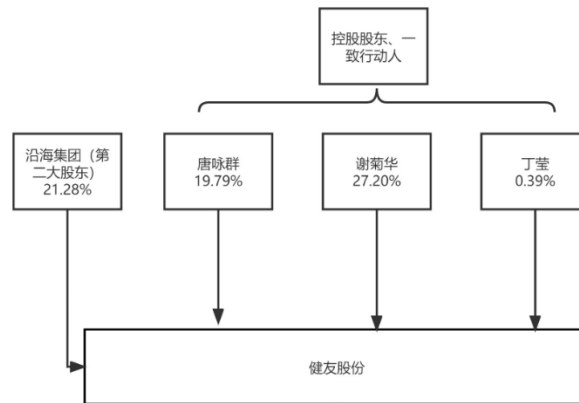 控股股东、一
致行动人
沿海集团（第
二大股东）
21.28%
唐咏群
19.79%
谢菊华
27.20%
丁莹
0.39%
健友股份